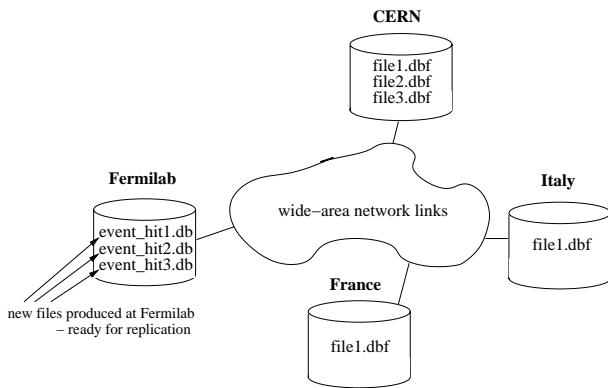 CERN
file1.dbf
file2.dbf
file3.dbf
Fermilab
event_hit1.db
event_hit2.db
event_hit3.db
wide-area network links
Italy
file1.dbf
France
file1.dbf
new files produced at Fermilab
– ready for replication